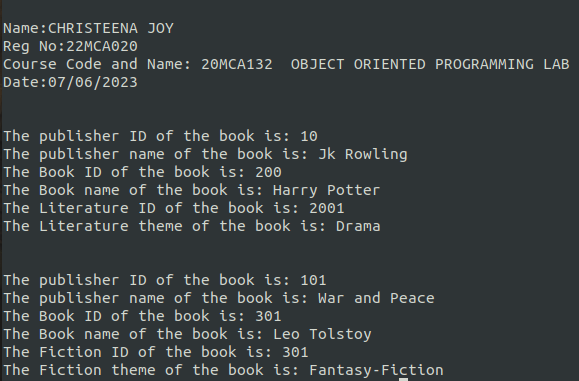 Name:CHRISTEENA JOY
Reg No:22MCA020
Course Code and Name: 20MCA132  OBJECT ORIENTED PROGRAMMING LAB
Date:07/06/2023
The publisher ID of the book is: 10
The publisher name of the book is: Jk Rowling
The Book ID of the book is: 200
The Book name of the book is: Harry Potter
The Literature ID of the book is: 2001
The Literature theme of the book is: Drama
The publisher ID of the book is: 101
The publisher name of the book is: War and Peace
The Book ID of the book is: 301
The Book name of the book is: Leo Tolstoy
The Fiction ID of the book is: 301
The Fiction theme of the book is: Fantasy-Fiction